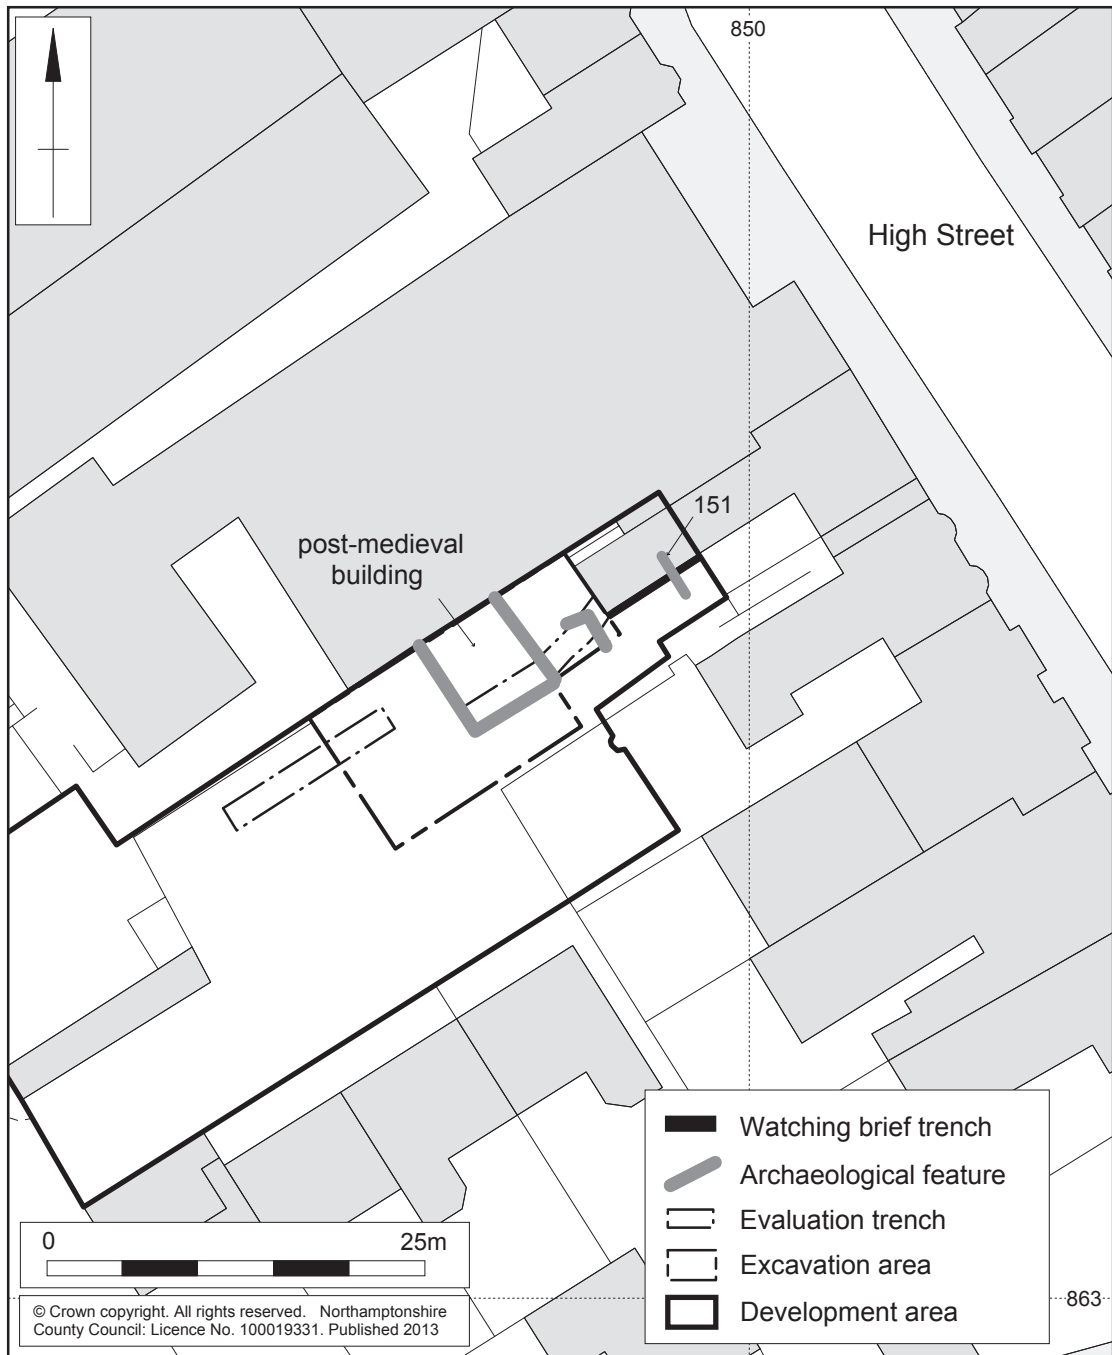 850
High Street
151
post-medieval
building
Watching brief trench
Archaeological feature
Evaluation trench
Excavation area
Development area
0 25m
863
© Crown copyright. All rights reserved. Northamptonshire
County Council: Licence No. 100019331. Published 2013